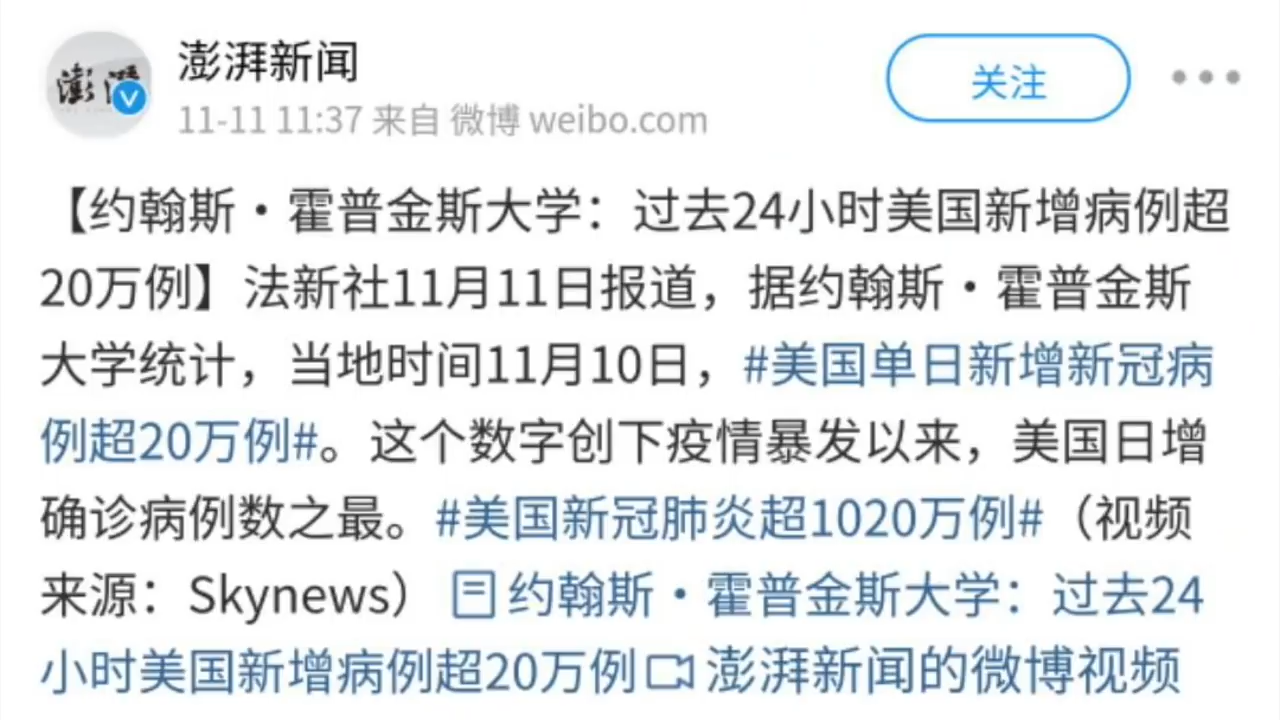 澎湃新闻
关注
11-11 11:37 来自 微博 weibo.com
【约翰斯·霍普金斯大学：过去24小时美国新增病例超
20万例】法新社11月11日报道，据约翰斯·霍普金斯
大学统计，当地时间11月10日，#美国单日新增新冠病
例超20万例#。这个数字创下疫情暴发以来，美国日增
确诊病例数之最。#美国新冠肺炎超1020万例#（视频
来源：Skynews） 约翰斯·霍普金斯大学：过去24
小时美国新增病例超20万例 澎湃新闻的微博视频